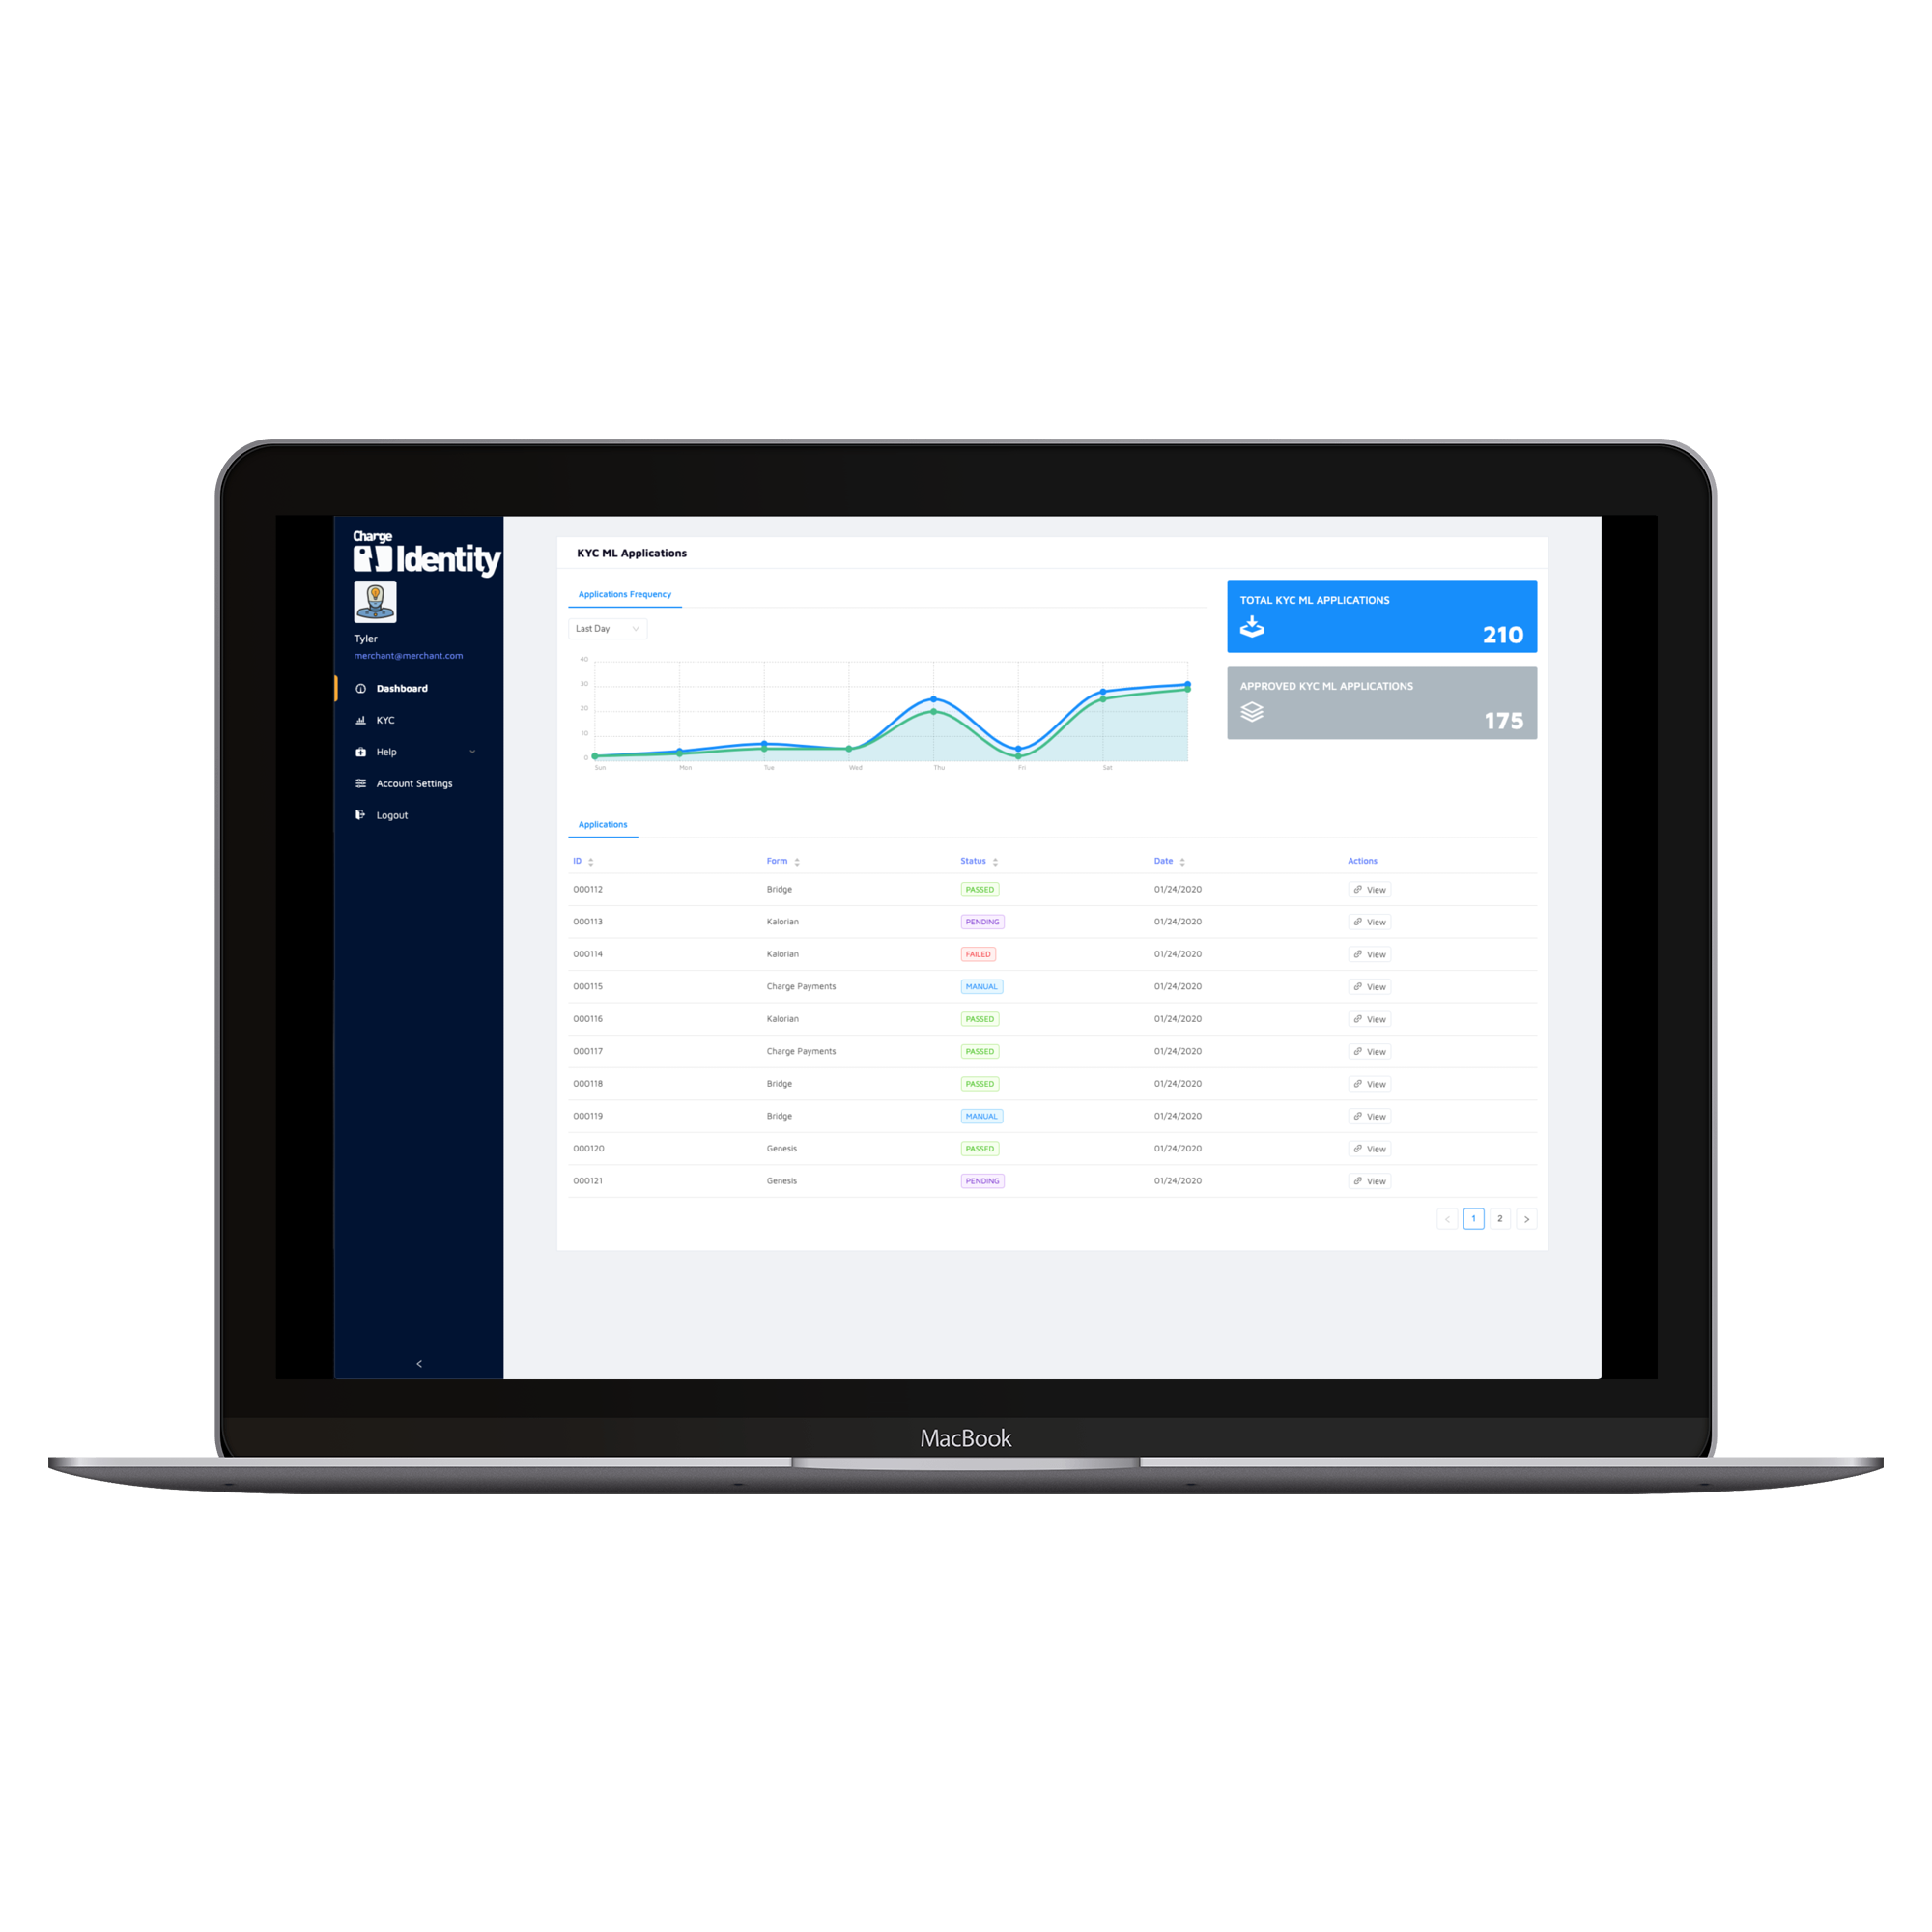 Charge
Identity
Tyler
merchant@merchant.com
Dashboard
KYC
Help
Account Settings
Logout
KYC ML Applications
Applications Frequency
Last Day
40
30
20
10
0
Sun Mon Tue Wed Thu Fri Sat
TOTAL KYC ML APPLICATIONS
210
APPROVED KYC ML APPLICATIONS
175
Applications
ID Form Status Date Actions
000112 Bridge PASSED 01/24/2020 View
000113 Kalorian PENDING 01/24/2020 View
000114 Kalorian FAILED 01/24/2020 View
000115 Charge Payments MANUAL 01/24/2020 View
000116 Kalorian PASSED 01/24/2020 View
000117 Charge Payments PASSED 01/24/2020 View
000118 Bridge PASSED 01/24/2020 View
000119 Bridge MANUAL 01/24/2020 View
000120 Genesis PASSED 01/24/2020 View
000121 Genesis PENDING 01/24/2020 View
< 1 2 >
MacBook